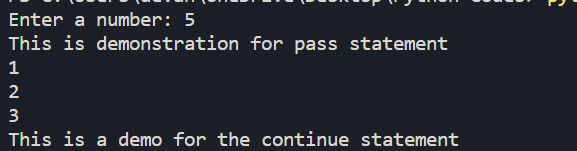 Enter a number: 5
This is demonstration for pass statement
1
2
3
This is a demo for the continue statement